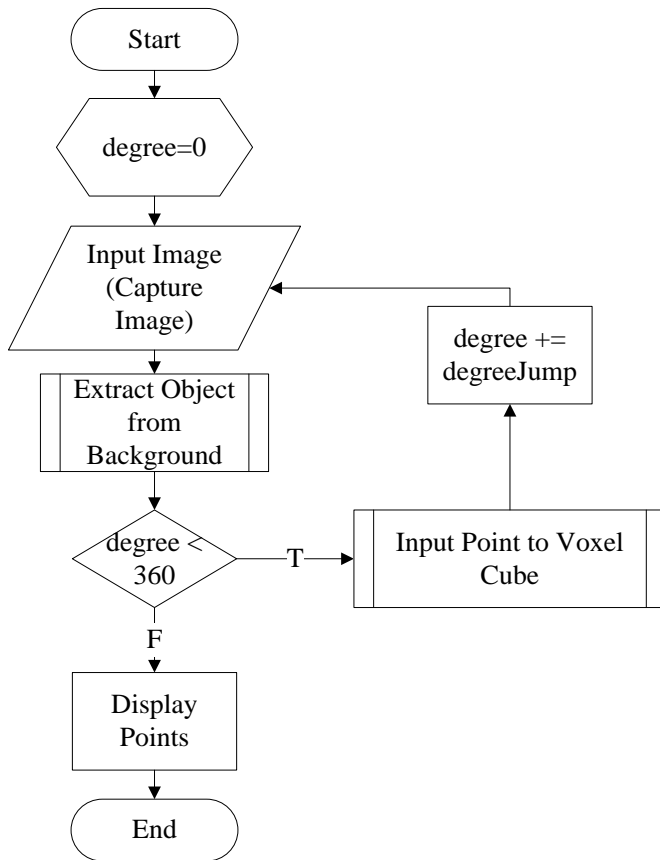 Start
degree=0
Input Image
(Capture
Image)
Extract Object
from
Background
degree <
360
T
Input Point to Voxel
Cube
degree +=
degreeJump
F
Display
Points
End